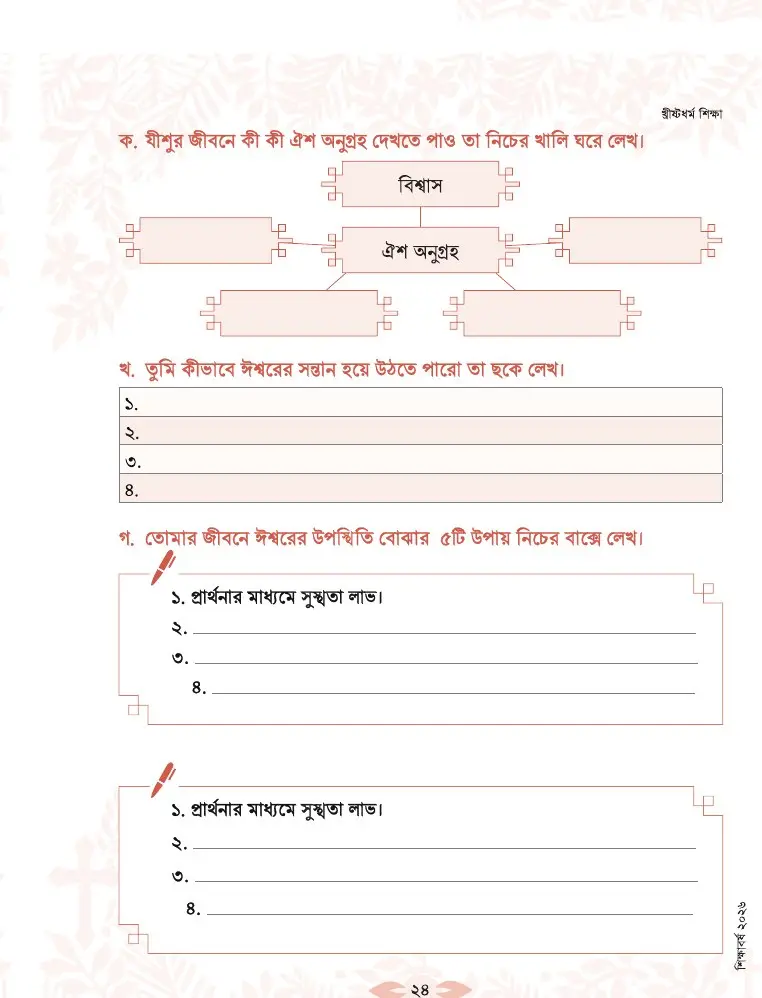 খ্রীষ্টধর্ম শিক্ষা
ক. যীশুর জীবনে কী কী ঐশ অনুগ্রহ দেখতে পাও তা নিচের খালি ঘরে লেখ।
বিশ্বাস
ঐশ অনুগ্রহ
খ. তুমি কীভাবে ঈশ্বরের সন্তান হয়ে উঠতে পারো তা ছকে লেখ।
১.
২.
৩.
৪.
গ. তোমার জীবনে ঈশ্বরের উপস্থিতি বোঝার ৫টি উপায় নিচের বাক্সে লেখ।
১. প্রার্থনার মাধ্যমে সুস্থতা লাভ।
২.
৩.
৪.
১. প্রার্থনার মাধ্যমে সুস্থতা লাভ।
২.
৩.
৪.
শিক্ষাবর্ষ ২০২৬
২৪